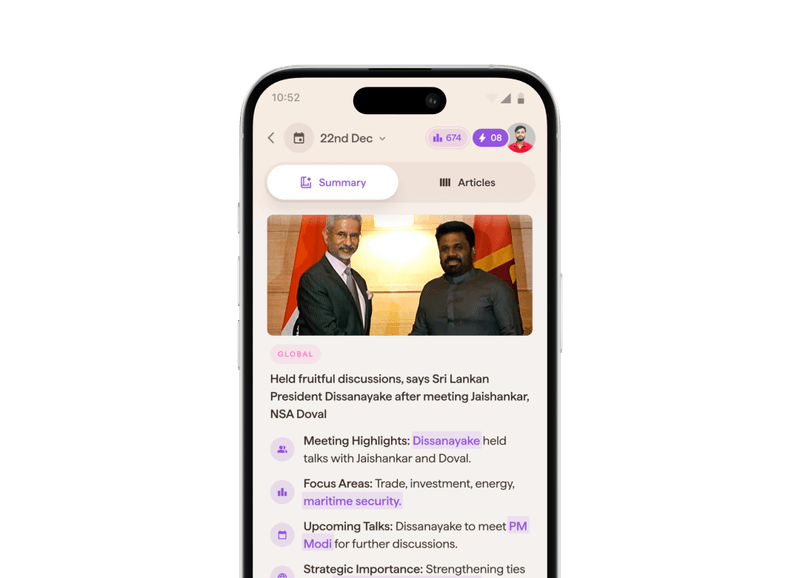 10:52
22nd Dec
674
08
Summary
Articles
GLOBAL
Held fruitful discussions, says Sri Lankan
President Dissanayake after meeting Jaishankar,
NSA Doval
Meeting Highlights: Dissanayake held
talks with Jaishankar and Doval.
Focus Areas: Trade, investment, energy,
maritime security.
Upcoming Talks: Dissanayake to meet PM
Modi for further discussions.
Strategic Importance: Strengthening ties